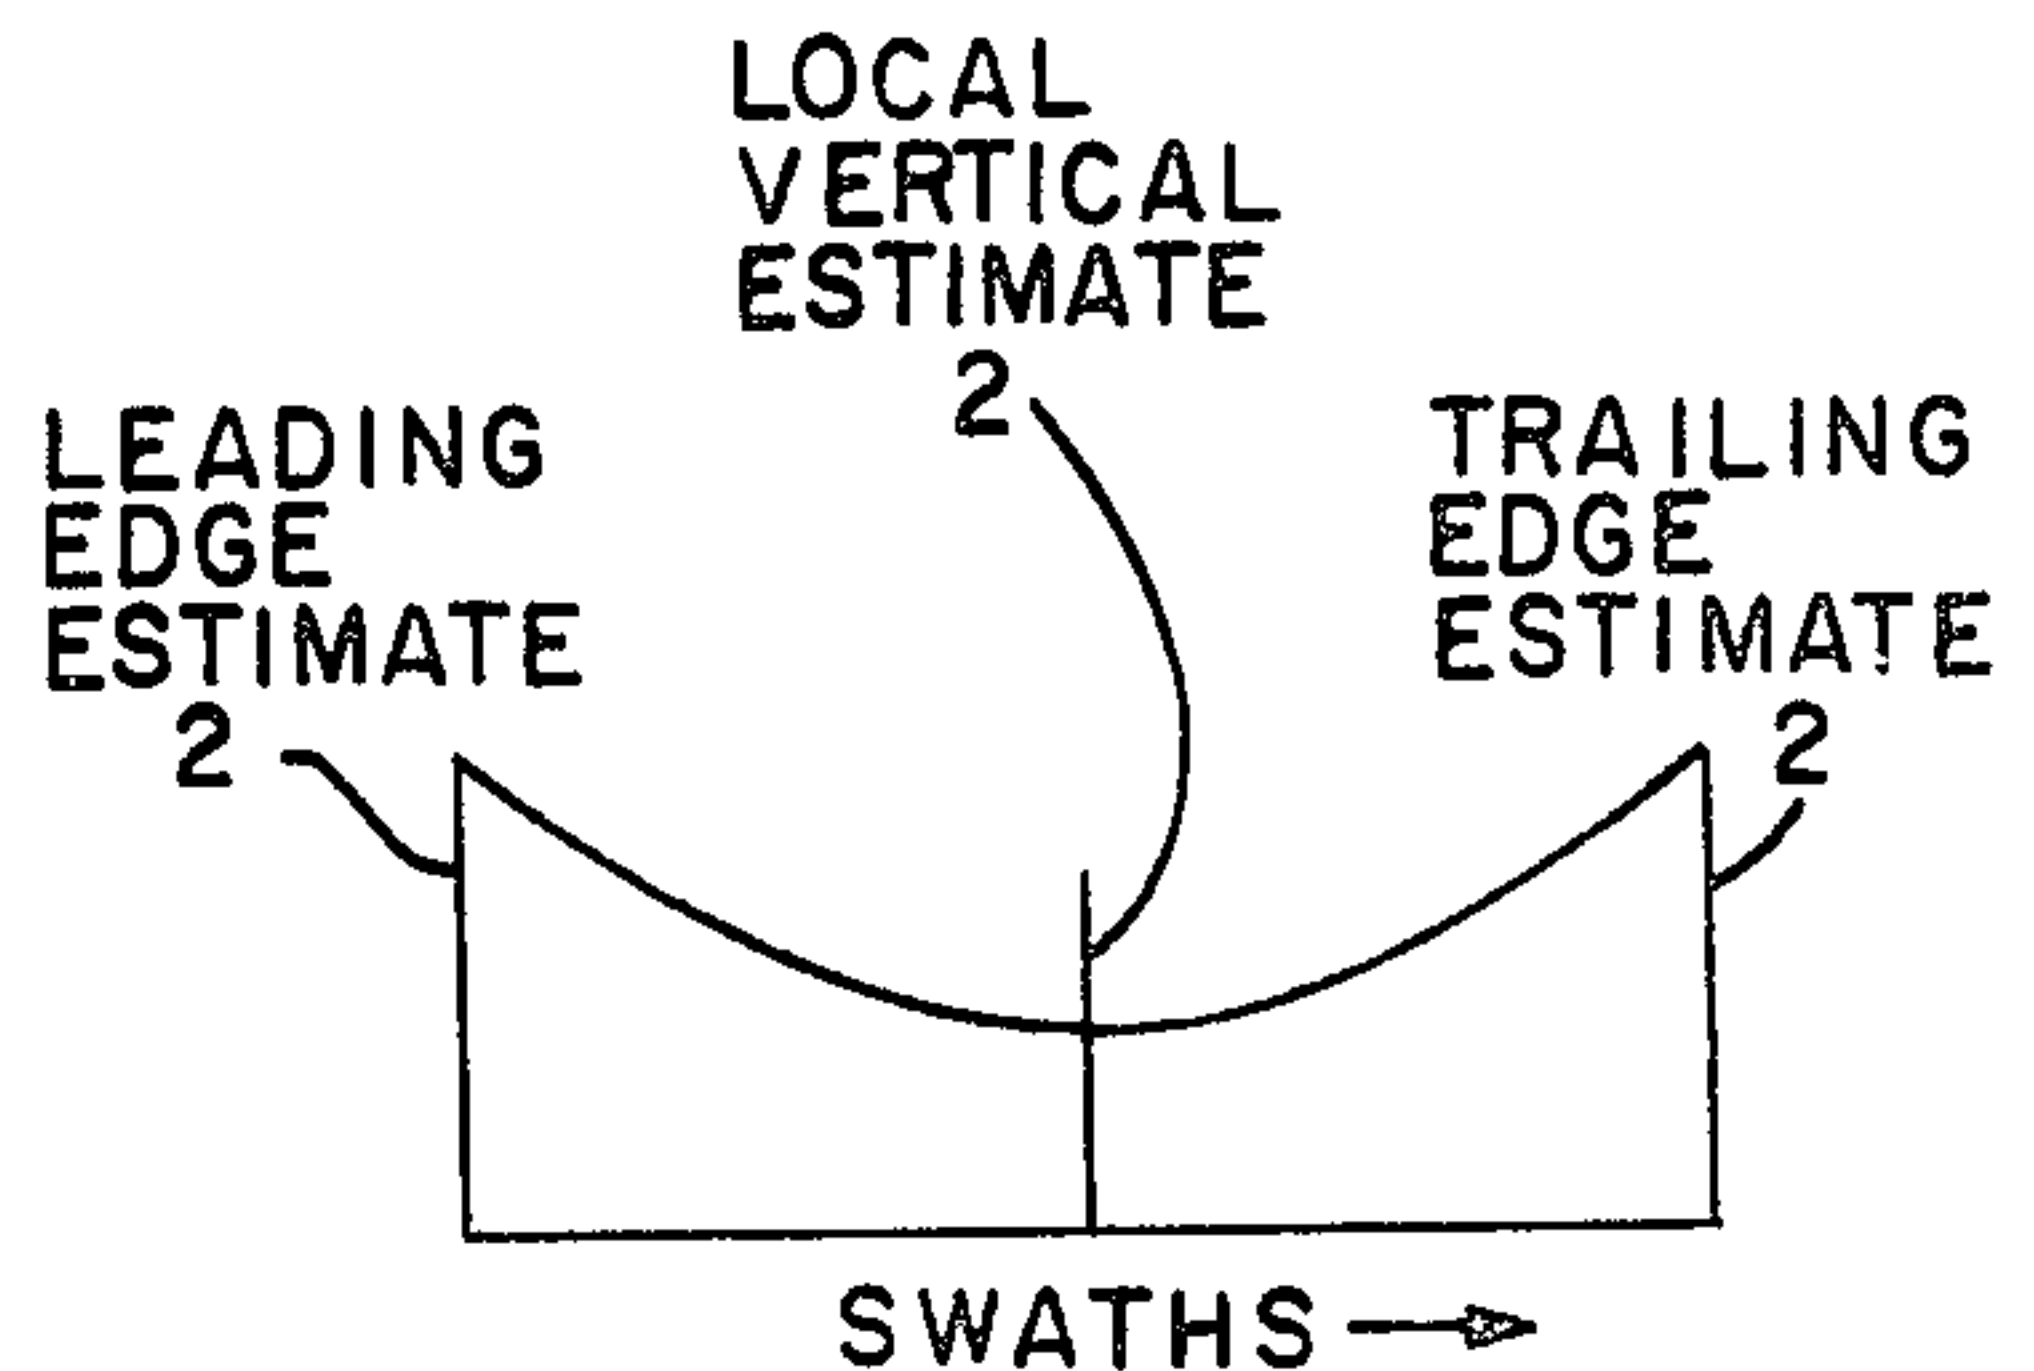 LOCAL
VERTICAL
ESTIMATE
2
LEADING
EDGE
ESTIMATE
2
TRAILING
EDGE
ESTIMATE
2
SWATHS